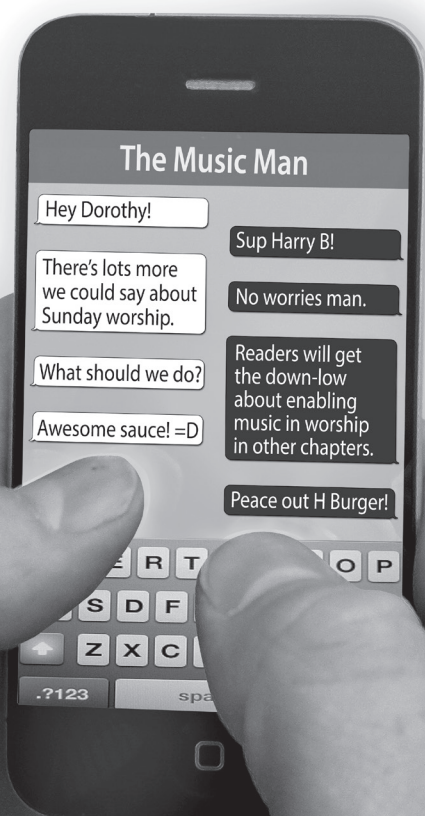 The Music Man
Hey Dorothy!
Sup Harry B!
There's lots more
we could say about
Sunday worship.
No worries man.
What should we do?
Readers will get
the down-low
about enabling
music in worship
in other chapters.
Awesome sauce! =D
Peace out H Burger!
E R T O P
S D F
Z X C
.?123 spa